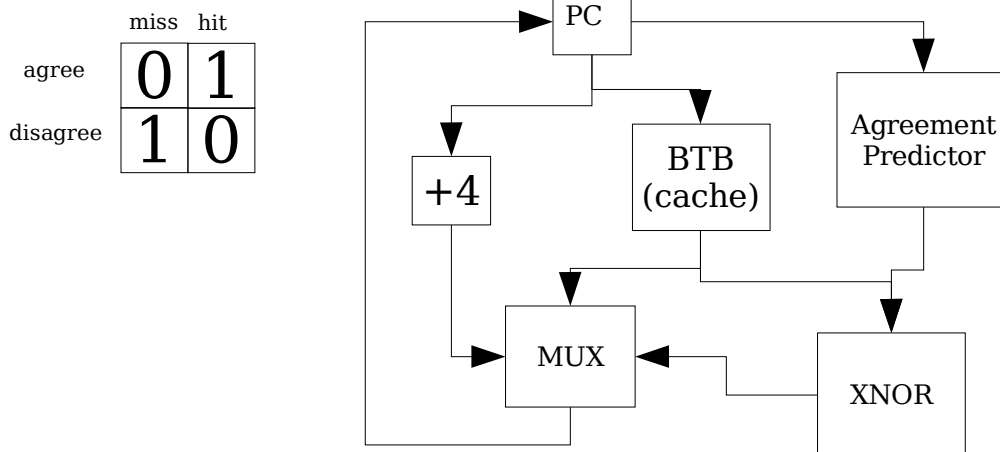 miss hit
agree 0 1
disagree 1 0
PC
Agreement
Predictor
BTB
(cache)
+4
MUX
XNOR